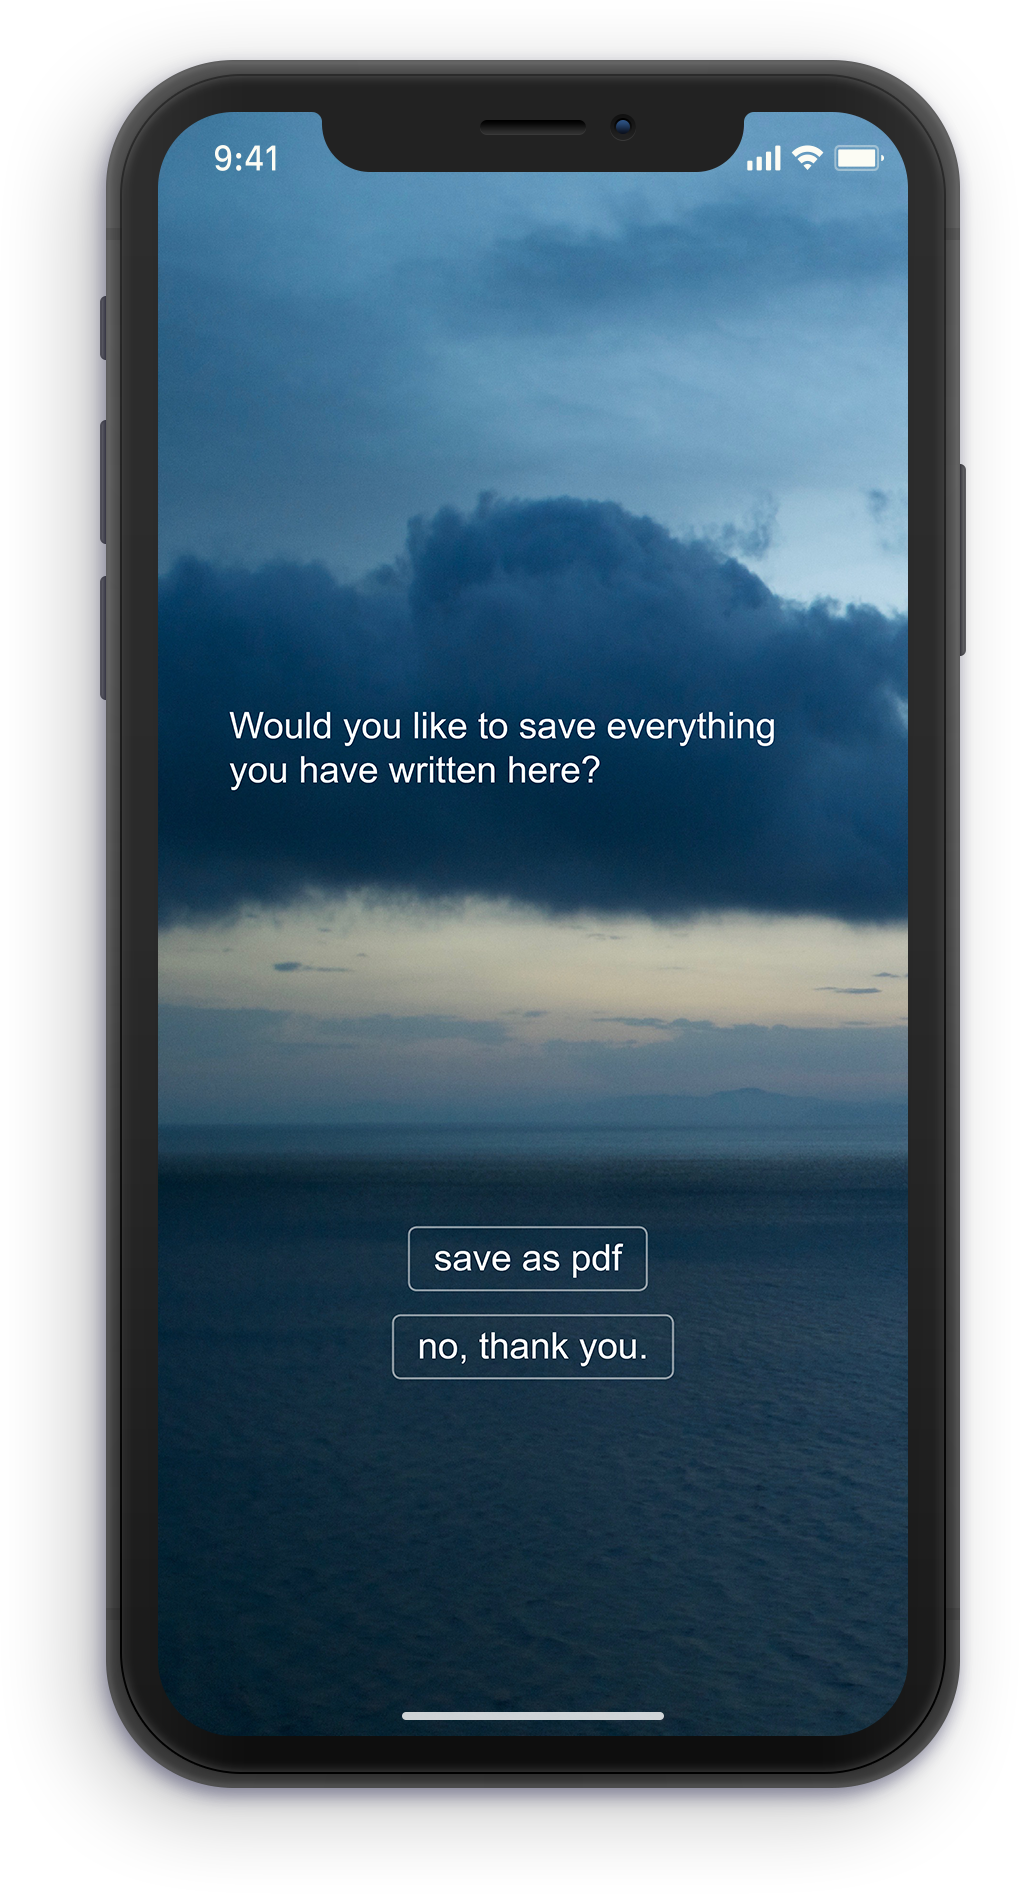 9:41
Would you like to save everything
you have written here?
save as pdf
no, thank you.